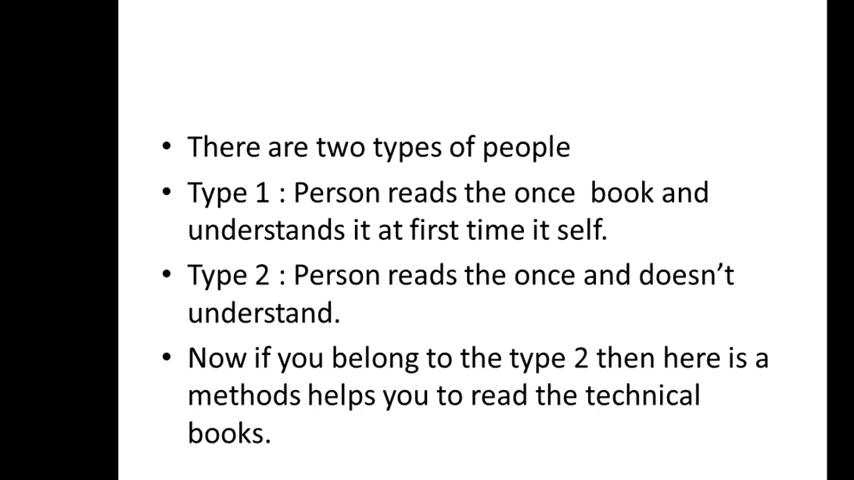 • There are two types of people
• Type 1 : Person reads the once  book and
understands it at first time it self.
• Type 2 : Person reads the once and doesn’t
understand.
• Now if you belong to the type 2 then here is a
methods helps you to read the technical
books.